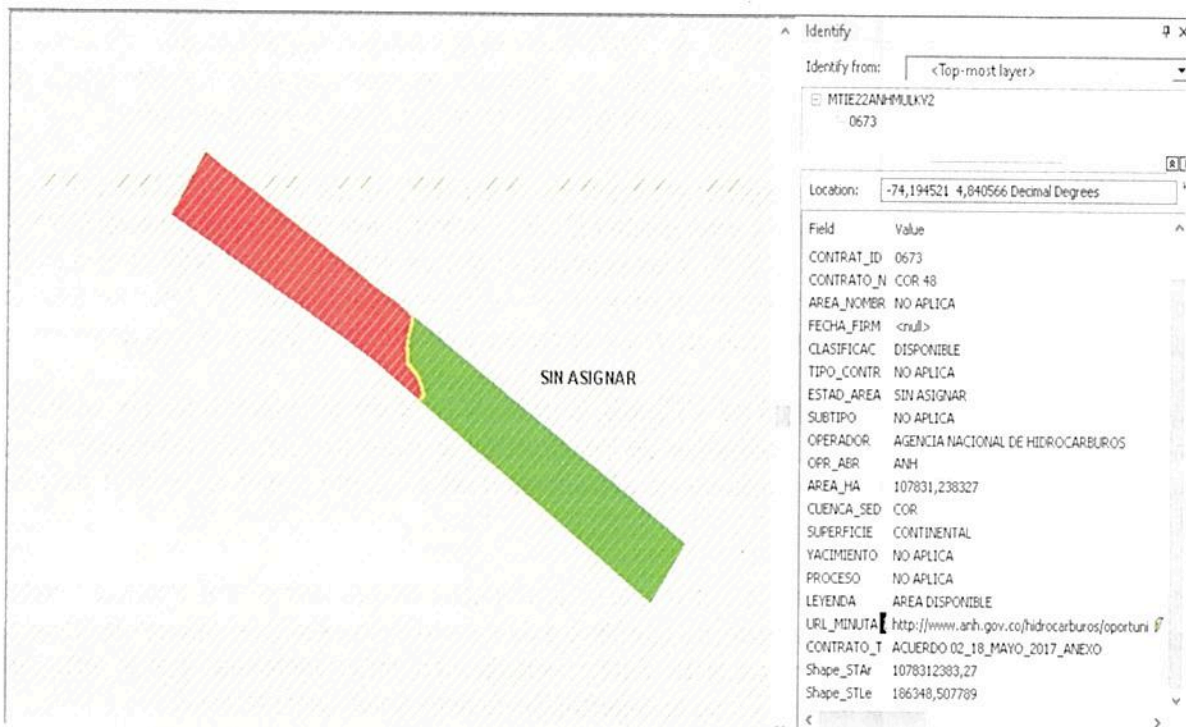 SIN ASIGNAR
Identify
Identify from: <Top-most layer>
MTIE22ANHMULKV2
0673
Location: -74,194521 4,840566 Decimal Degrees
Field Value
CONTRAT_ID 0673
CONTRATO_N COR 48
AREA_NOMBR NO APLICA
FECHA_FIRM <null>
CLASIFICAC DISPONIBLE
TIPO_CONTR NO APLICA
ESTAD_AREA SIN ASIGNAR
SUBTIPO NO APLICA
OPERADOR AGENCIA NACIONAL DE HIDROCARBUROS
OPR_ABR ANH
AREA_HA 107831,238327
CUENCA_SED COR
SUPERFICIE CONTINENTAL
YACIMIENTO NO APLICA
PROCESO NO APLICA
LEYENDA AREA DISPONIBLE
URL_MINUTA http://www.anh.gov.co/hidrocarburos/oportuni
CONTRATO_T ACUERDO 02_18_MAYO_2017_ANEXO
Shape_STAr 1078312383,27
Shape_STLe 186348,507789